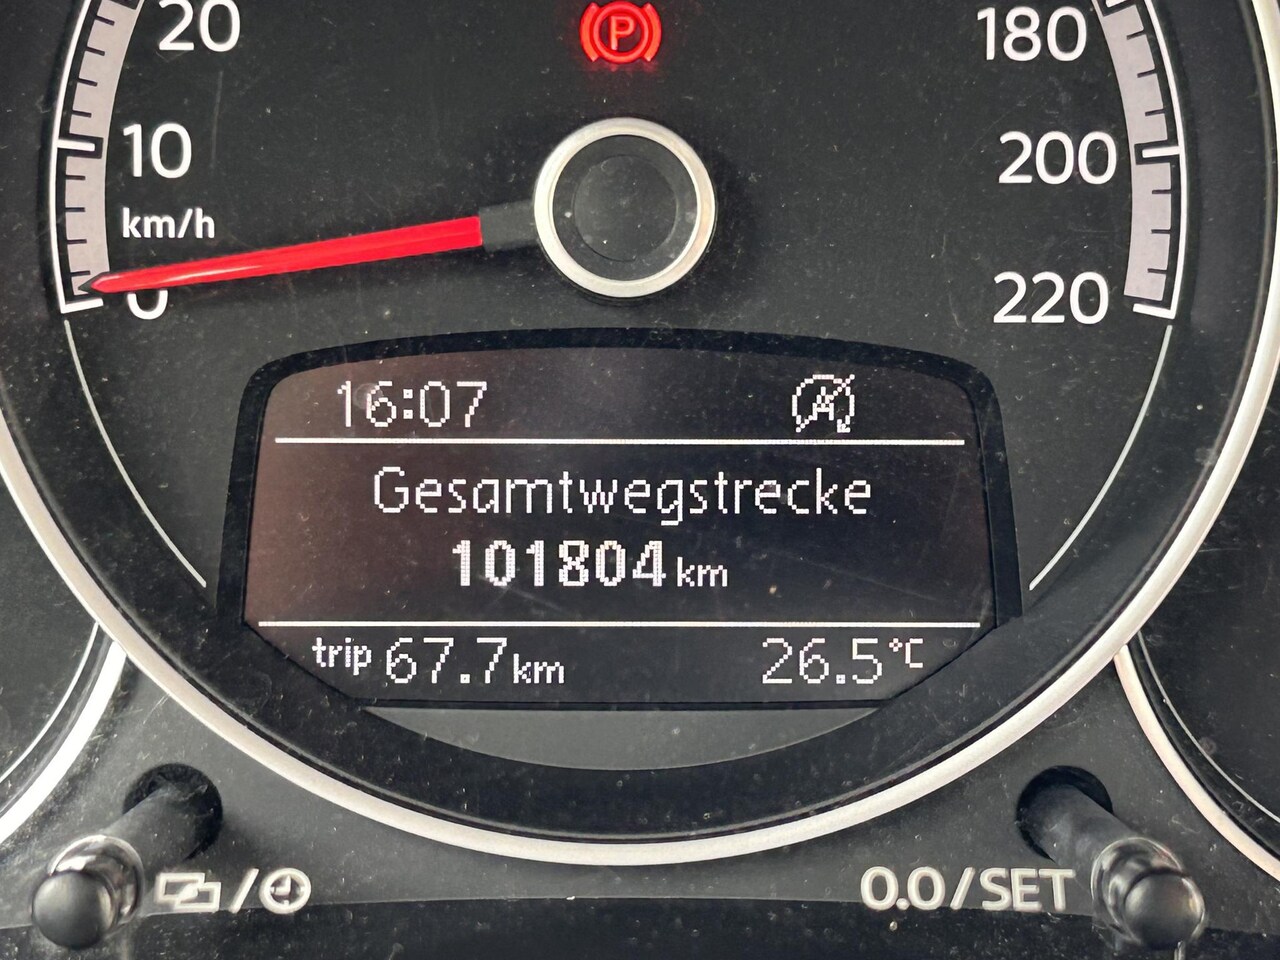 20
P
180
10
200
km/h
0
220
16:07
A
Gesamtwegstrecke
101804 km
trip 67.7 km
26.5°C
0.0/SET